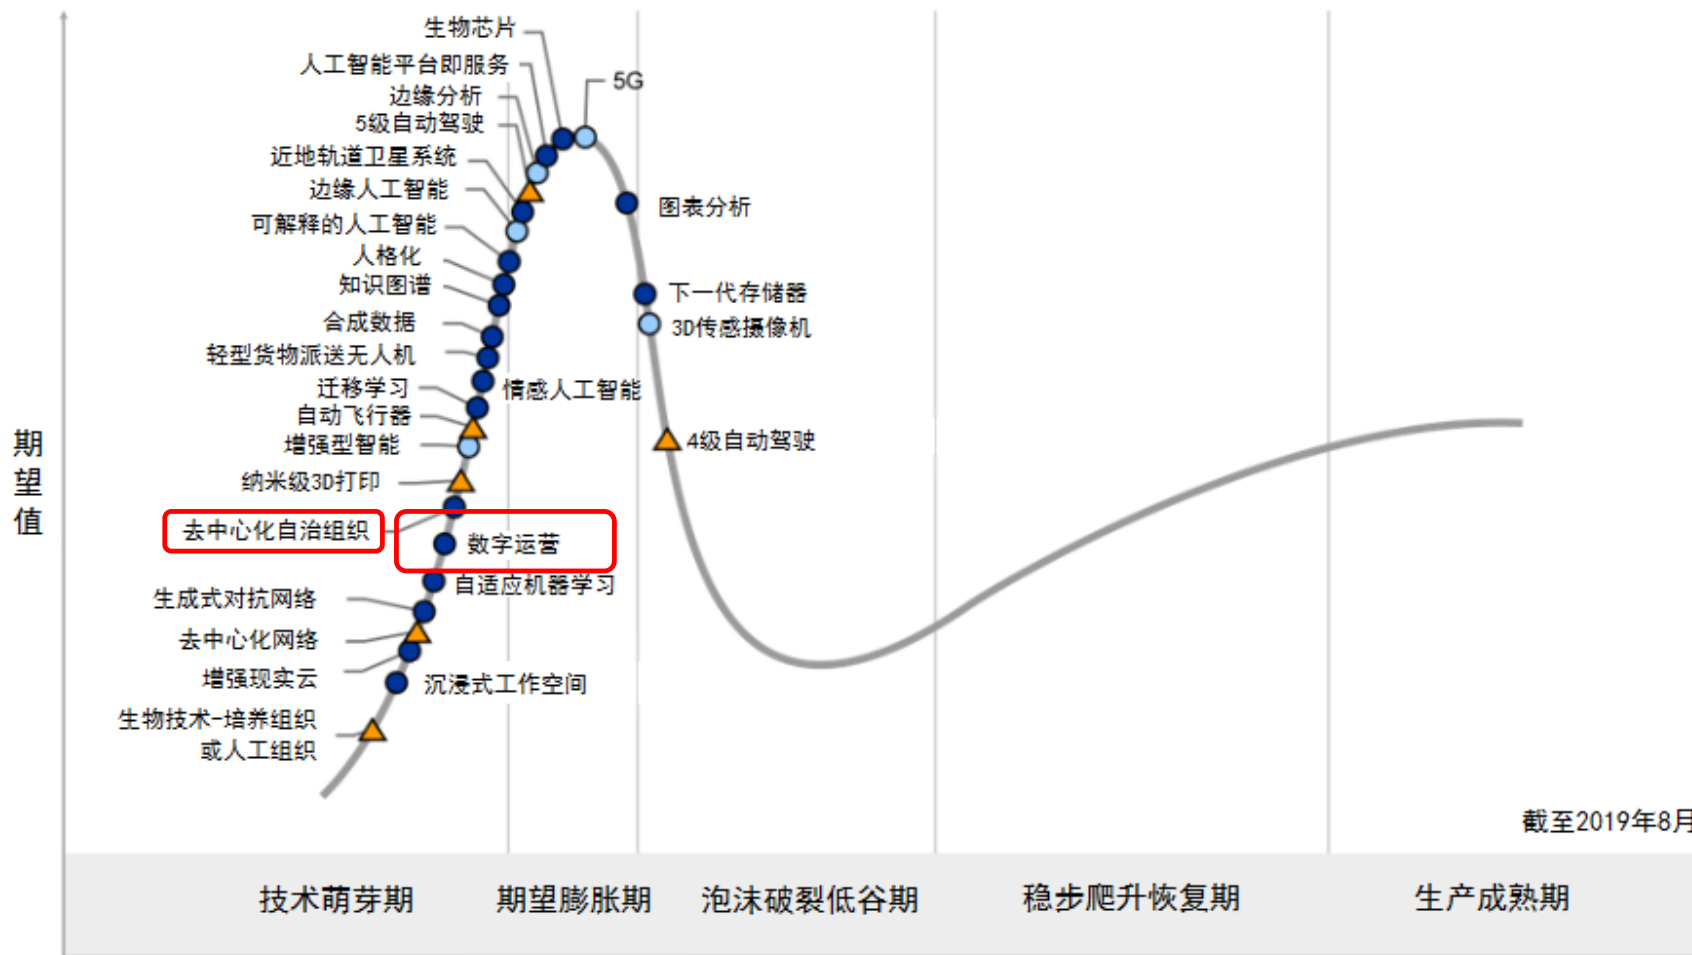 生物芯片
人工智能平台即服务
5G
边缘分析
5级自动驾驶
近地轨道卫星系统
边缘人工智能
图表分析
可解释的人工智能
人格化
知识图谱
下一代存储器
合成数据
3D传感摄像机
轻型货物派送无人机
迁移学习
情感人工智能
自动飞行器
增强型智能
4级自动驾驶
纳米级3D打印
去中心化自治组织
数字运营
自适应机器学习
生成式对抗网络
去中心化网络
增强现实云
沉浸式工作空间
生物技术-培养组织
或人工组织
期望值
截至2019年8月
技术萌芽期
期望膨胀期
泡沫破裂低谷期
稳步爬升恢复期
生产成熟期